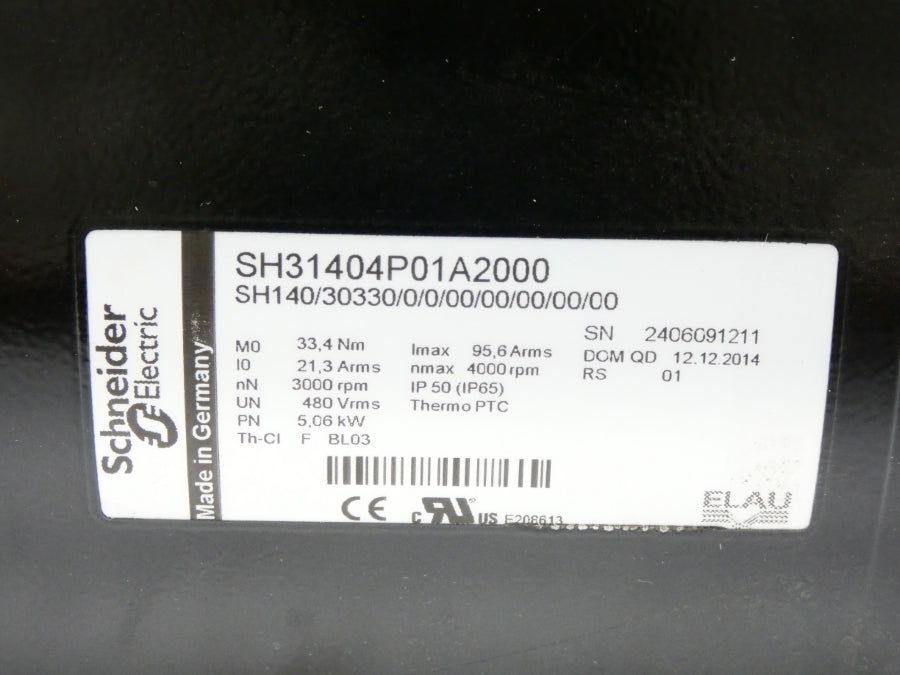 Schneider
Electric
Made in Germany
SH31404P01A2000
SH140/30330/0/0/00/00/00/00/00
SN 2406091211
DOM QD 12.12.2014
RS 01
M0 33,4 Nm
I0 21,3 Arms
nN 3000 rpm
UN 480 Vrms
PN 5,06 kW
Th-Cl F BL03
Imax 95,6 Arms
nmax 4000 rpm
IP 50 (IP65)
Thermo PTC
CE
c RU US E208613
ELAU